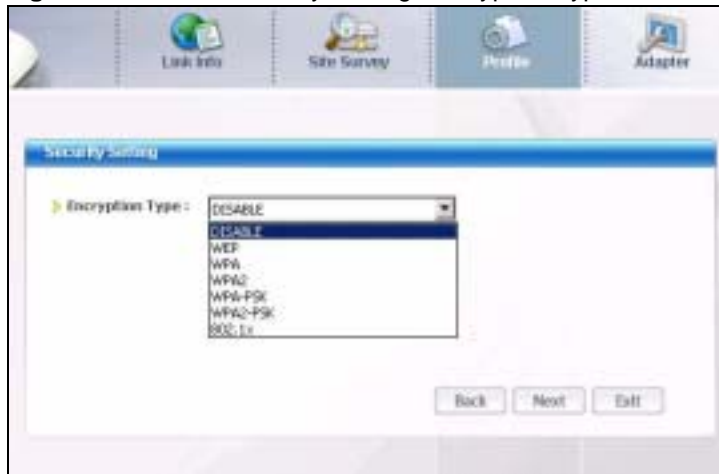 Link Info
Site Survey
Profile
Adapter
Security Setting
Encryption Type :
DISABLE
DISABLE
WEP
WPA
WPA2
WPA-PSK
WPA2-PSK
802.1x
Back
Next
Exit